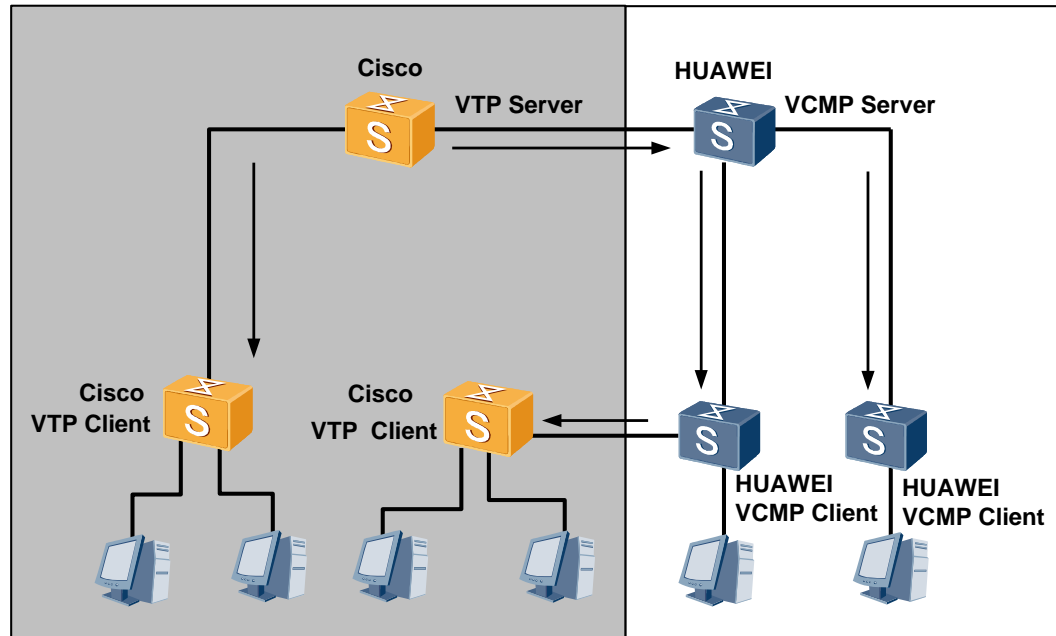 Cisco
HUAWEI
VTP Server
VCMP Server
S
S
Cisco
VTP Client
S
Cisco
VTP  Client
S
S
S
HUAWEI
VCMP Client
HUAWEI
VCMP Client